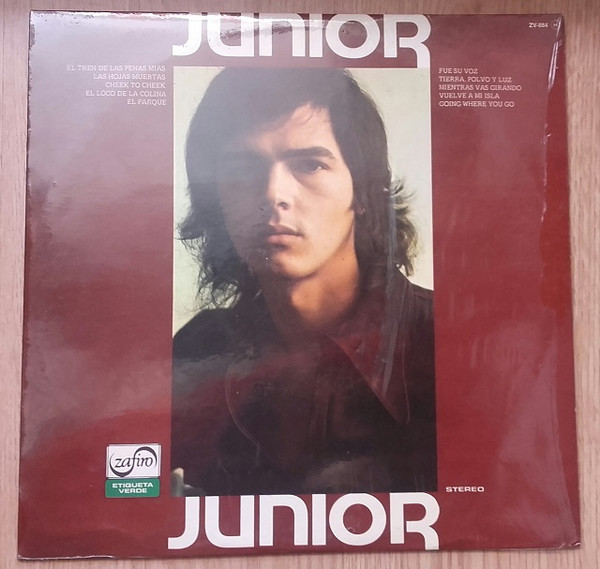 JUNIOR
ZV-884
EL TREN DE LAS PENAS MIAS
LAS HOJAS MUERTAS
CHEEK TO CHEEK
EL LOCO DE LA COLINA
EL PARQUE
FUE SU VOZ
TIERRA, POLVO Y LUZ
MIENTRAS VAS GIRANDO
VUELVE A MI ISLA
GOING WHERE YOU GO
zafiro
ETIQUETA
VERDE
STEREO
JUNIOR